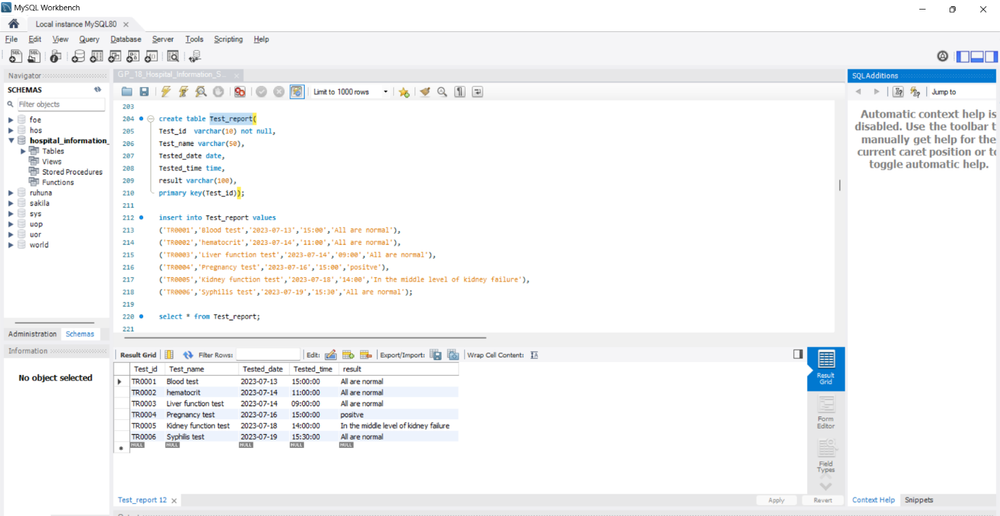 MySQL Workbench
Local instance MySQL80
File Edit View Query Database Server Tools Scripting Help
Navigator
SCHEMAS
Filter objects
foe
hos
hospital_information_
Tables
Views
Stored Procedures
Functions
ruhuna
sakila
sys
uop
uor
world
Administration Schemas
Information
No object selected
GP_18_Hospital_Information_S...
Limit to 1000 rows
203
204 create table Test_report(
205 Test_id varchar(10) not null,
206 Test_name varchar(50),
207 Tested_date date,
208 Tested_time time,
209 result varchar(100),
210 primary key(Test_id));
211
212 insert into Test_report values
213 ('TR0001','Blood test','2023-07-13','15:00','All are normal'),
214 ('TR0002','hematocrit','2023-07-14','11:00','All are normal'),
215 ('TR0003','Liver function test','2023-07-14','09:00','All are normal'),
216 ('TR0004','Pregnancy test','2023-07-16','15:00','positve'),
217 ('TR0005','Kidney function test','2023-07-18','14:00','In the middle level of kidney failure'),
218 ('TR0006','Syphilis test','2023-07-19','15:30','All are normal');
219
220 select * from Test_report;
221
Result Grid Filter Rows: Edit: Export/Import: Wrap Cell Content:
Test_id Test_name Tested_date Tested_time result
TR0001 Blood test 2023-07-13 15:00:00 All are normal
TR0002 hematocrit 2023-07-14 11:00:00 All are normal
TR0003 Liver function test 2023-07-14 09:00:00 All are normal
TR0004 Pregnancy test 2023-07-16 15:00:00 positve
TR0005 Kidney function test 2023-07-18 14:00:00 In the middle level of kidney failure
TR0006 Syphilis test 2023-07-19 15:30:00 All are normal
NULL NULL NULL NULL NULL
Result
Grid
Form
Editor
Field
Types
Test_report 12
Apply Revert
SQLAdditions
Jump to
Automatic context help is
disabled. Use the toolbar t
manually get help for the
current caret position or to
toggle automatic help.
Context Help Snippets